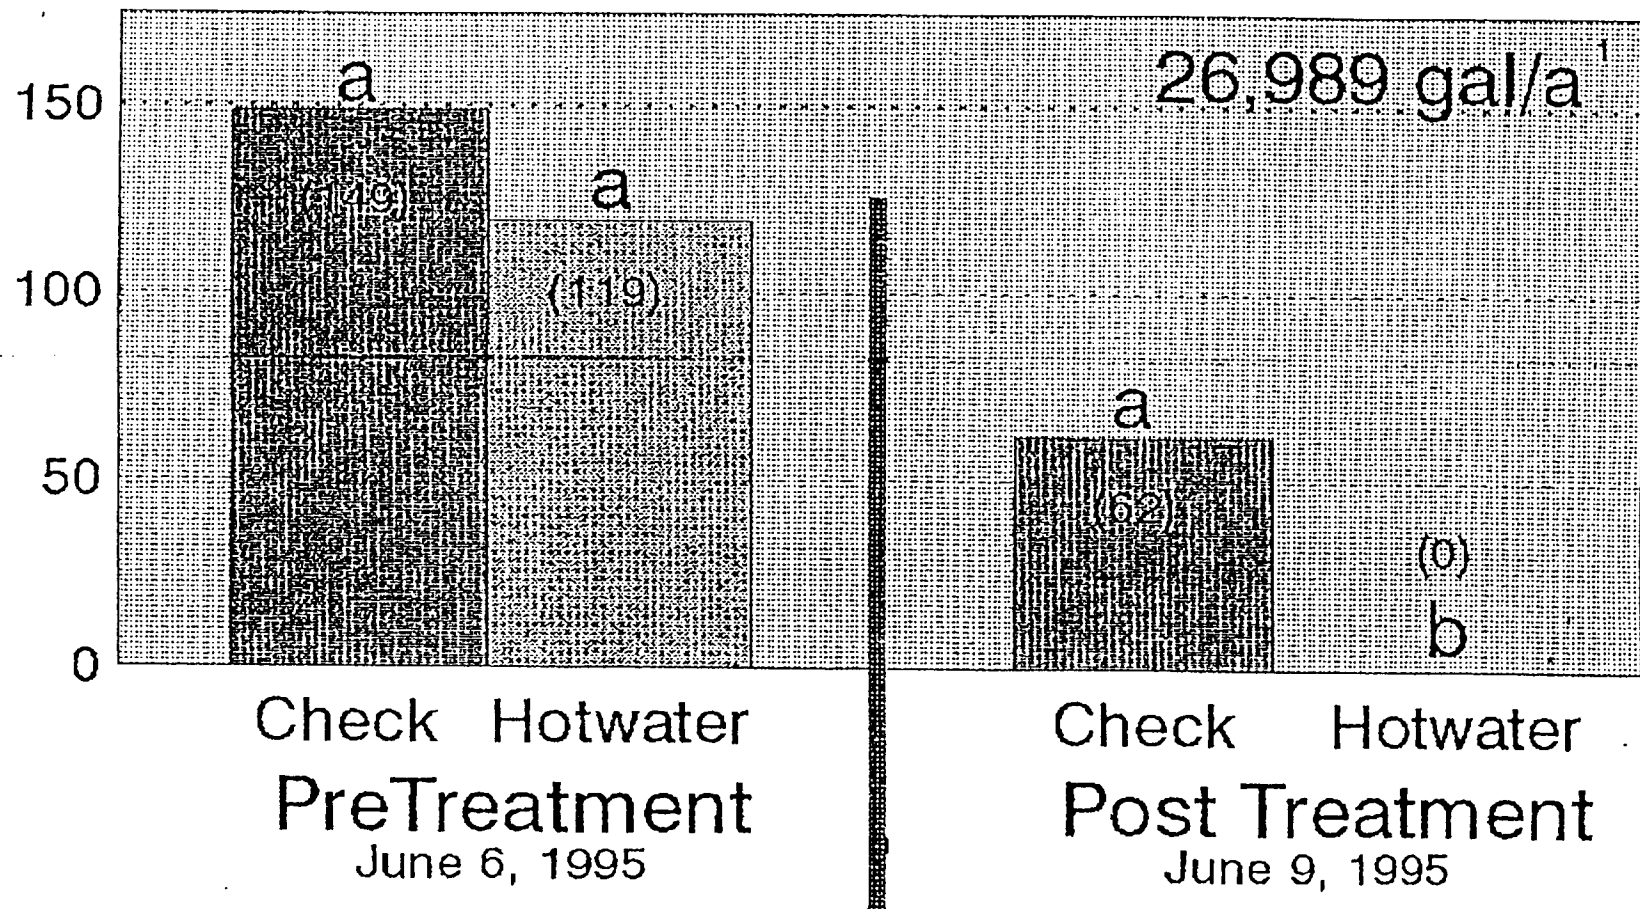 26,989 gal/a 1
150
100
50
0
a
(149)
a
(119)
a
(62)
(0)
b
Check Hotwater
PreTreatment
June 6, 1995
Check Hotwater
Post Treatment
June 9, 1995